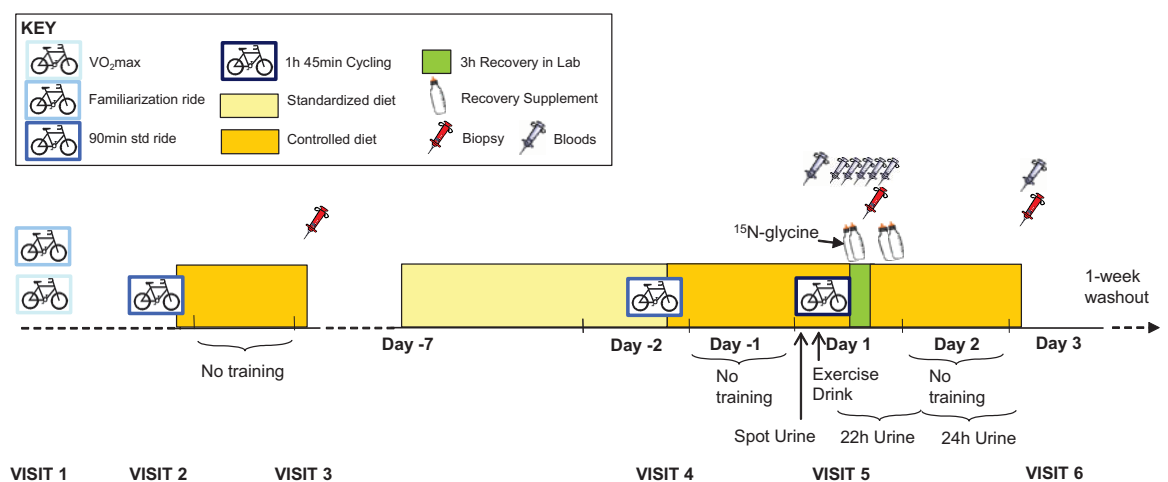 KEY
VO₂max
Familiarization ride
90min std ride
1h 45min Cycling
Standardized diet
Controlled diet
3h Recovery in Lab
Recovery Supplement
Biopsy
Bloods
¹⁵N-glycine
1-week
washout
Day -7
Day -2
Day -1
Day 1
Day 2
Day 3
No training
No
training
Exercise
Drink
No
training
Spot Urine
22h Urine
24h Urine
VISIT 1
VISIT 2
VISIT 3
VISIT 4
VISIT 5
VISIT 6